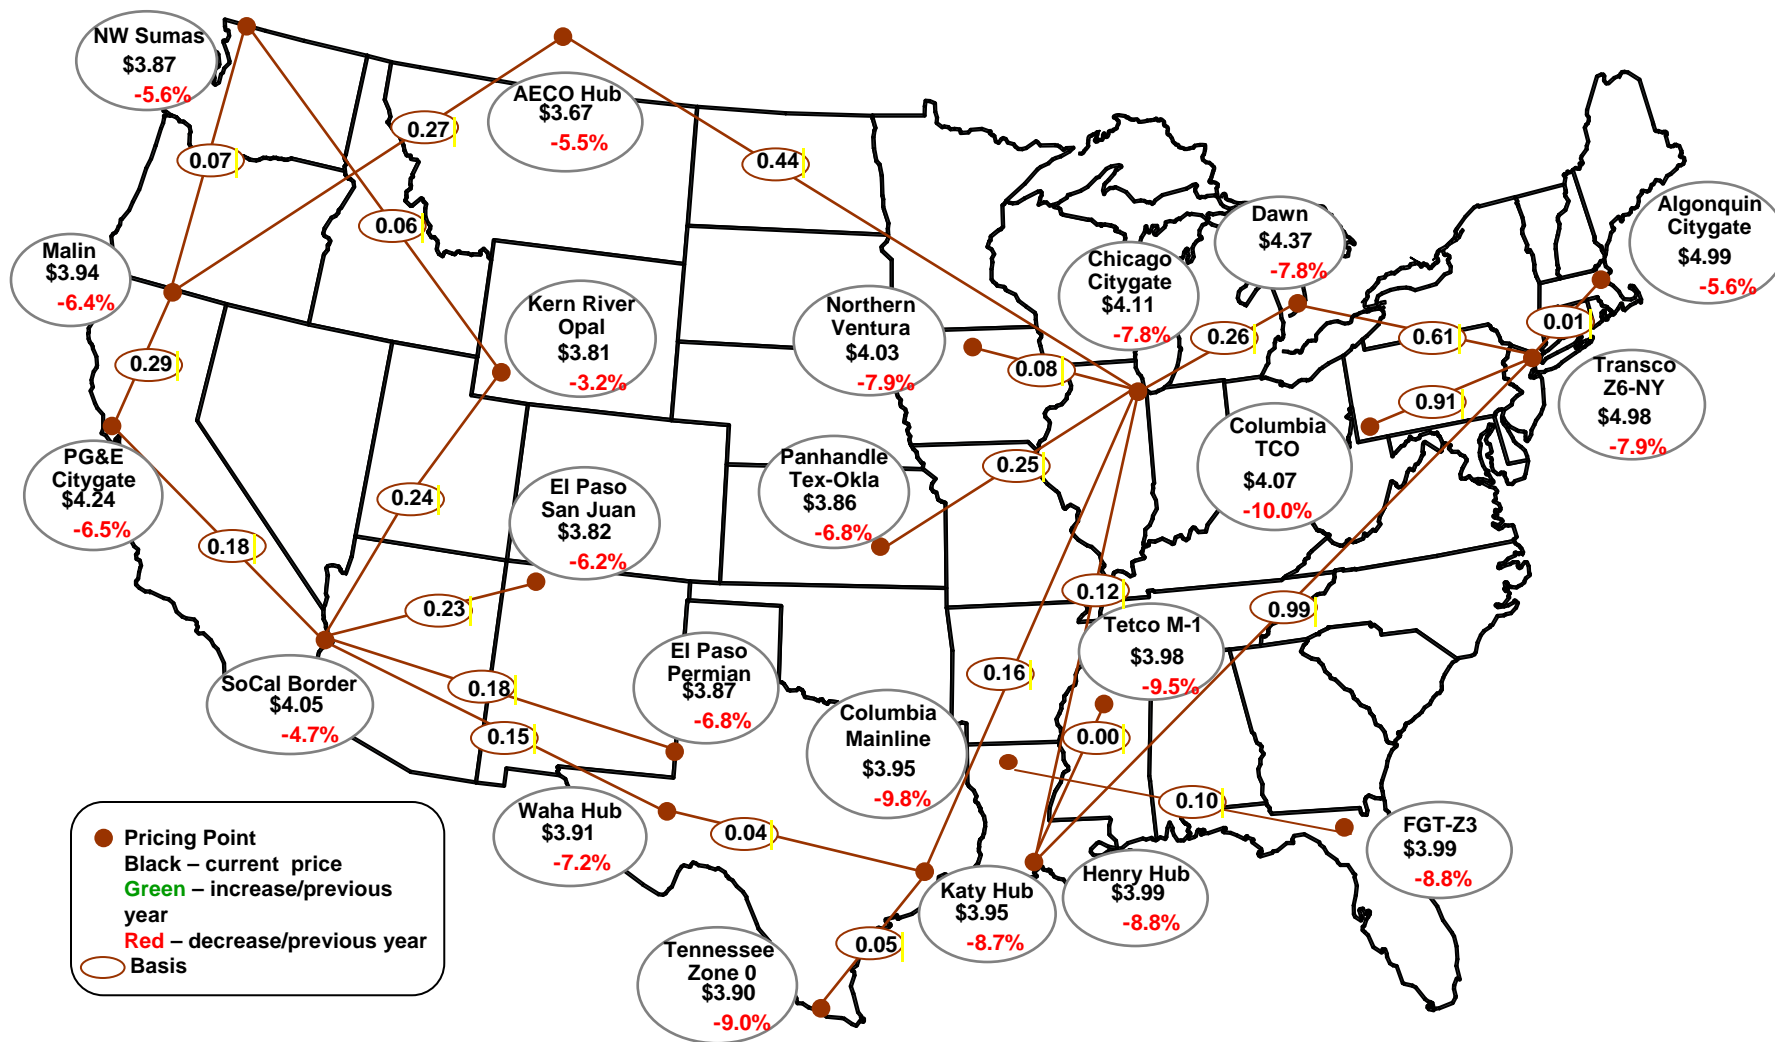 NW Sumas
$3.87
-5.6%
AECO Hub
$3.67
-5.5%
0.27
0.07
0.44
0.06
Malin
$3.94
-6.4%
Kern River
Opal
$3.81
-3.2%
Northern
Ventura
$4.03
-7.9%
Chicago
Citygate
$4.11
-7.8%
Dawn
$4.37
-7.8%
Algonquin
Citygate
$4.99
-5.6%
0.29
0.08
0.26
0.61
0.01
0.91
Transco
Z6-NY
$4.98
-7.9%
PG&E
Citygate
$4.24
-6.5%
0.18
0.24
El Paso
San Juan
$3.82
-6.2%
Panhandle
Tex-Okla
$3.86
-6.8%
0.25
Columbia
TCO
$4.07
-10.0%
0.23
0.12
0.99
Tetco M-1
$3.98
-9.5%
SoCal Border
$4.05
-4.7%
0.18
0.15
El Paso
Permian
$3.87
-6.8%
0.16
Columbia
Mainline
$3.95
-9.8%
0.00
0.10
Waha Hub
$3.91
-7.2%
0.04
Katy Hub
$3.95
-8.7%
Henry Hub
$3.99
-8.8%
FGT-Z3
$3.99
-8.8%
0.05
Tennessee
Zone 0
$3.90
-9.0%
Pricing Point
Black – current price
Green – increase/previous
year
Red – decrease/previous year
Basis